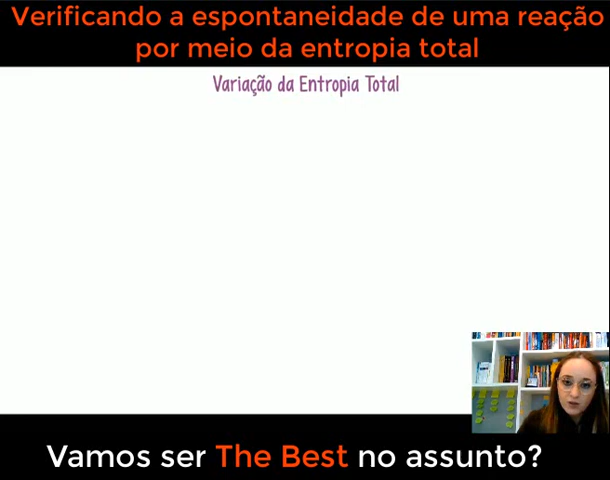 Verificando a espontaneidade de uma reação
por meio da entropia total
Variação da Entropia Total
Vamos ser The Best no assunto?